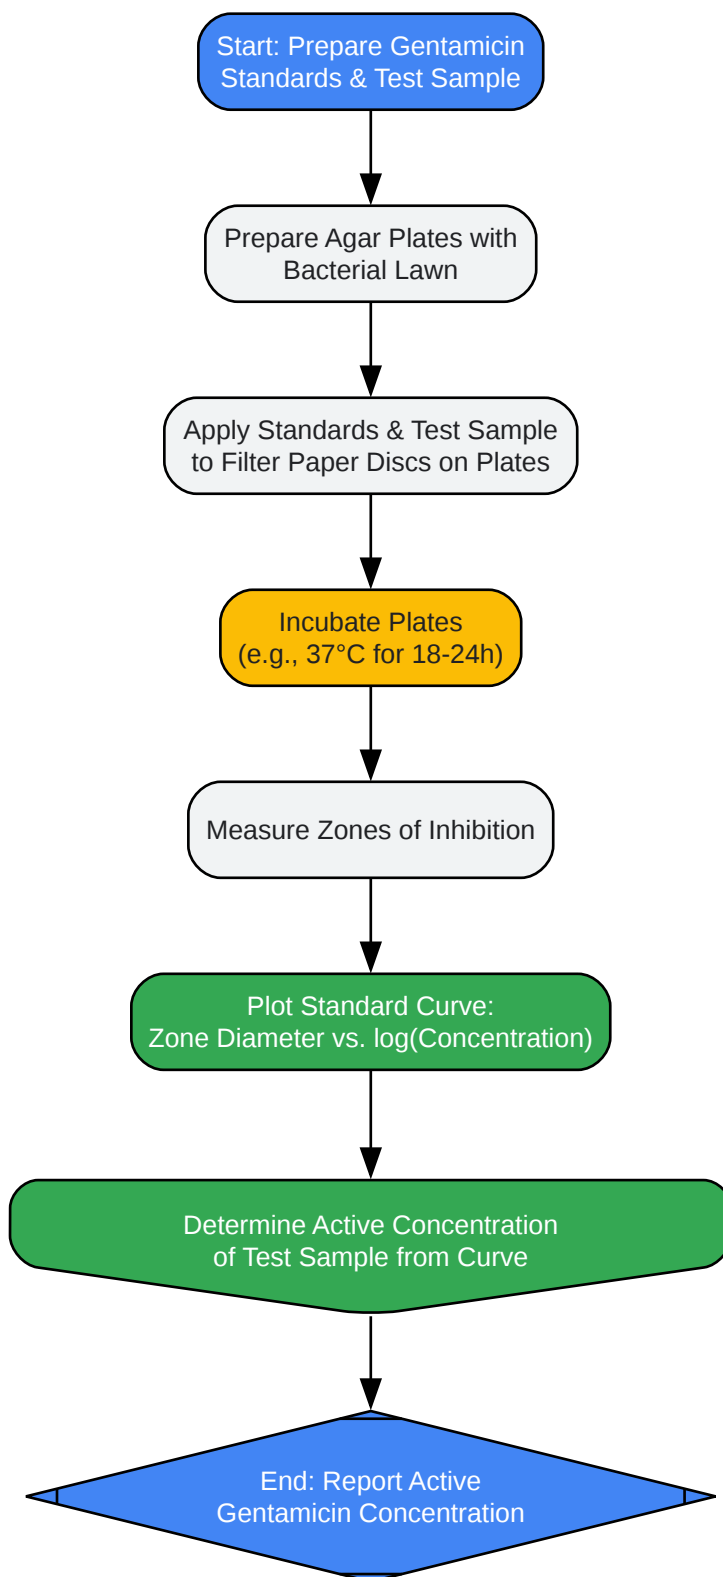 Start: Prepare Gentamicin
Standards & Test Sample
Prepare Agar Plates with
Bacterial Lawn
Apply Standards & Test Sample
to Filter Paper Discs on Plates
Incubate Plates
(e.g., 37°C for 18-24h)
Measure Zones of Inhibition
Plot Standard Curve:
Zone Diameter vs. log(Concentration)
Determine Active Concentration
of Test Sample from Curve
End: Report Active
Gentamicin Concentration